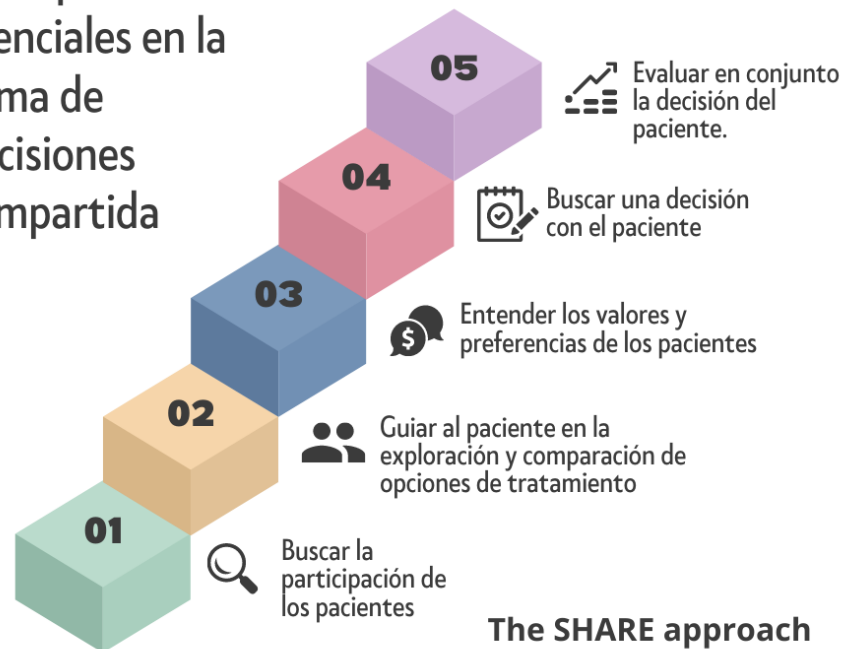 enciales en la
ma de
cisiones
mpartida
05
Evaluar en conjunto
la decisión del
paciente.
04
Buscar una decisión
con el paciente
03
$
Entender los valores y
preferencias de los pacientes
02
Guiar al paciente en la
exploración y comparación de
opciones de tratamiento
01
Buscar la
participación de
los pacientes
The SHARE approach